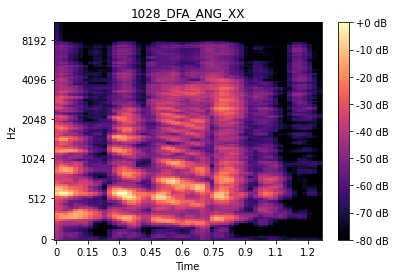 1028_DFA_ANG_XX
Hz
8192
4096
2048
1024
512
0
0 0.15 0.3 0.45 0.6 0.75 0.9 1.1 1.2
Time
+0 dB
-10 dB
-20 dB
-30 dB
-40 dB
-50 dB
-60 dB
-70 dB
-80 dB